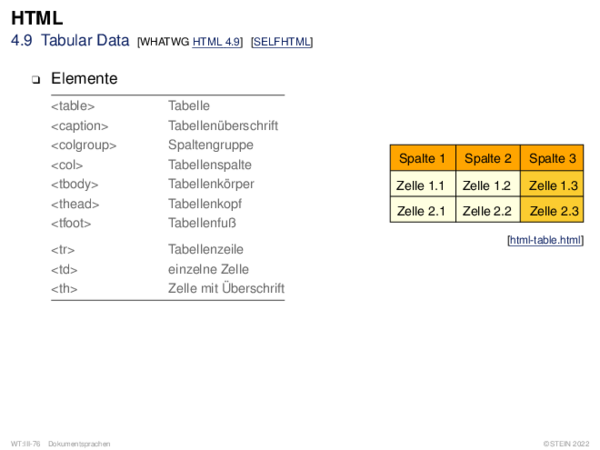 HTML
4.9 Tabular Data [WHATWG HTML 4.9] [SELFHTML]
❑ Elemente
<table> Tabelle
<caption> Tabellenüberschrift
<colgroup> Spaltengruppe
<col> Tabellenspalte
<tbody> Tabellenkörper
<thead> Tabellenkopf
<tfoot> Tabellenfuß
<tr> Tabellenzeile
<td> einzelne Zelle
<th> Zelle mit Überschrift
Spalte 1 Spalte 2 Spalte 3
Zelle 1.1 Zelle 1.2 Zelle 1.3
Zelle 2.1 Zelle 2.2 Zelle 2.3
[html-table.html]
WT:III-76 Dokumentsprachen ©STEIN 2022